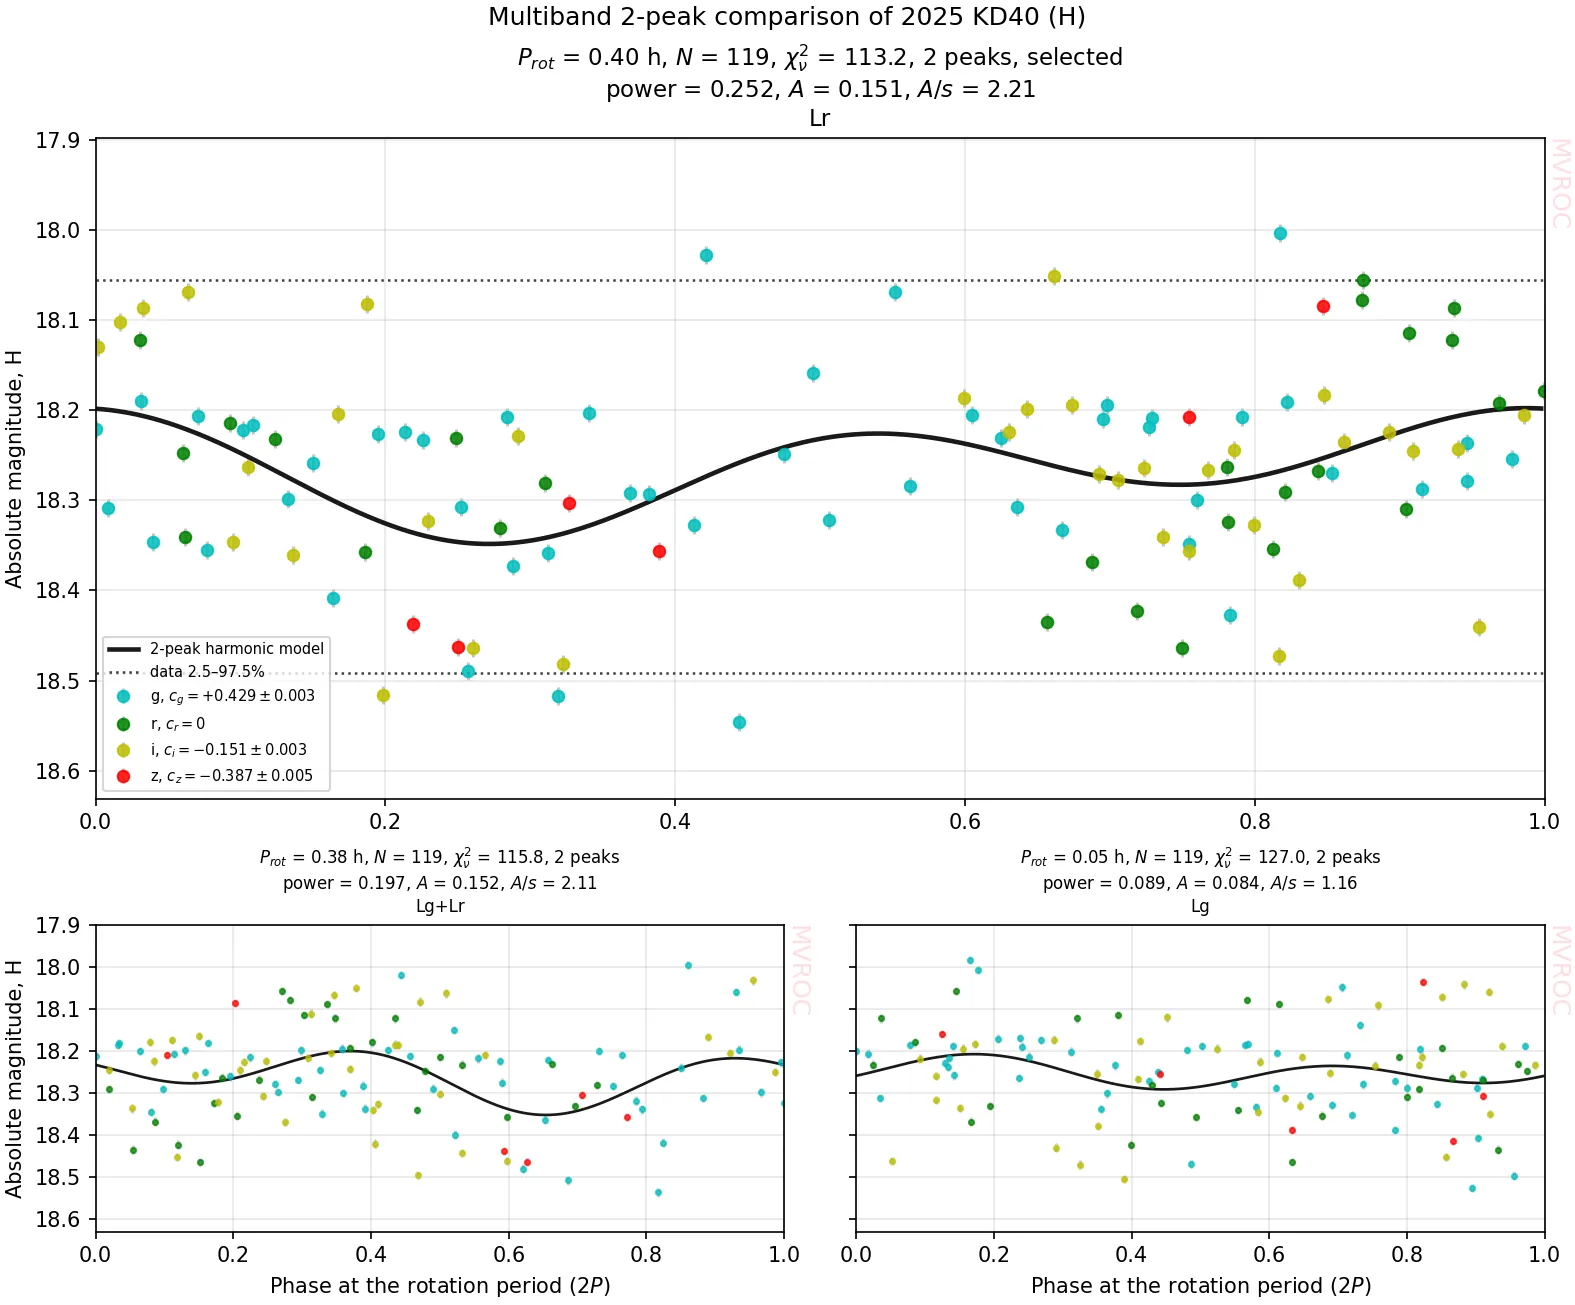 Multiband 2-peak comparison of 2025 KD40 (H)
P_rot = 0.40 h, N = 119, χ²_ν = 113.2, 2 peaks, selected
power = 0.252, A = 0.151, A/s = 2.21
Lr
17.9
18.0
18.1
18.2
18.3
18.4
18.5
18.6
Absolute magnitude, H
MVROC
2-peak harmonic model
data 2.5–97.5%
g, c_g = +0.429 ± 0.003
r, c_r = 0
i, c_i = −0.151 ± 0.003
z, c_z = −0.387 ± 0.005
0.0 0.2 0.4 0.6 0.8 1.0
P_rot = 0.38 h, N = 119, χ²_ν = 115.8, 2 peaks
power = 0.197, A = 0.152, A/s = 2.11
Lg+Lr
17.9
18.0
18.1
18.2
18.3
18.4
18.5
18.6
Absolute magnitude, H
MVROC
0.0 0.2 0.4 0.6 0.8 1.0
Phase at the rotation period (2P)
P_rot = 0.05 h, N = 119, χ²_ν = 127.0, 2 peaks
power = 0.089, A = 0.084, A/s = 1.16
Lg
MVROC
0.0 0.2 0.4 0.6 0.8 1.0
Phase at the rotation period (2P)